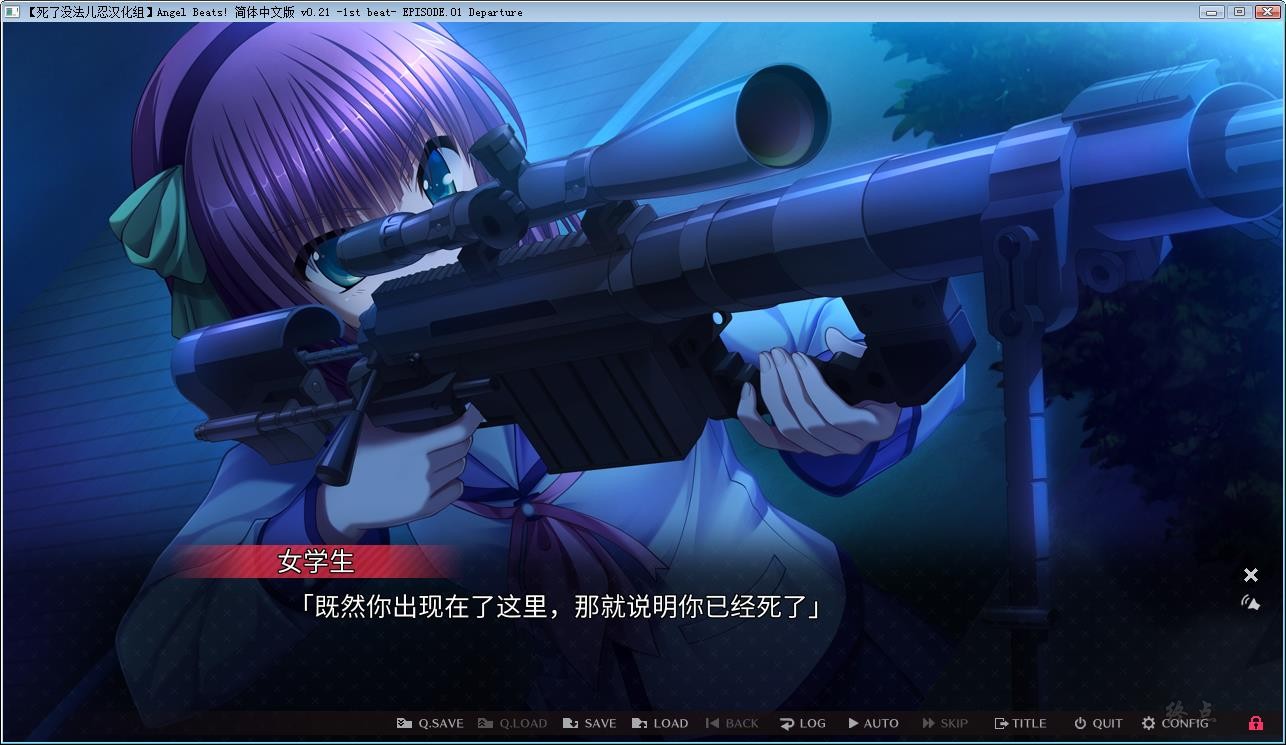 【死了没法儿忍汉化组】Angel Beats! 简体中文版 v0.21 -1st beat- EPISODE.01 Departure
女学生
「既然你出现在了这里，那就说明你已经死了」
终点
Q.SAVE Q.LOAD SAVE LOAD BACK LOG AUTO SKIP TITLE QUIT CONFIG